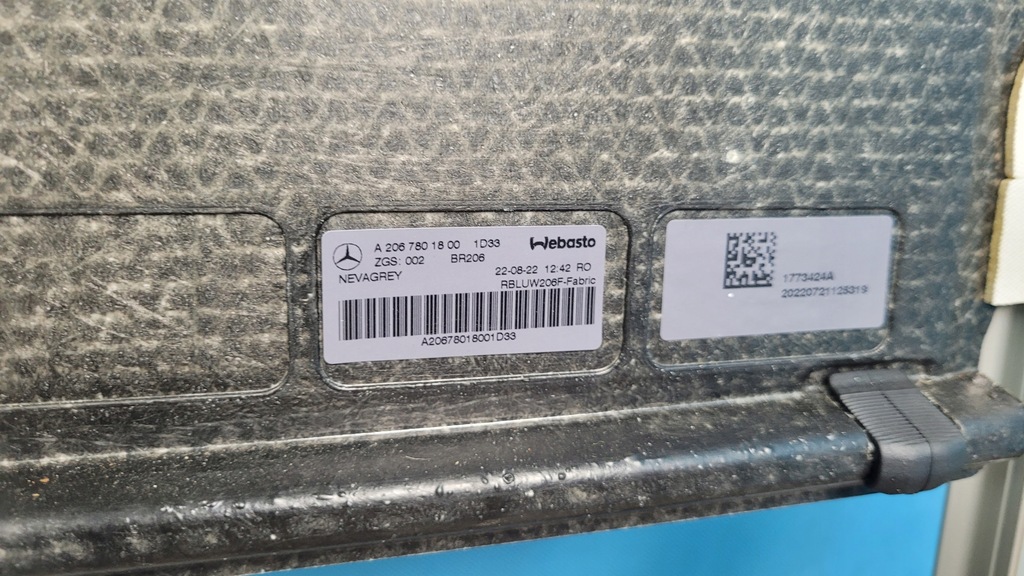 A 206 780 18 00 1D33 Webasto
ZGS: 002 BR206
NEVAGREY 22-08-22 12:42 RO
RBLUW206F-Fabric
A20678018001D33
1773424A
20220721125319